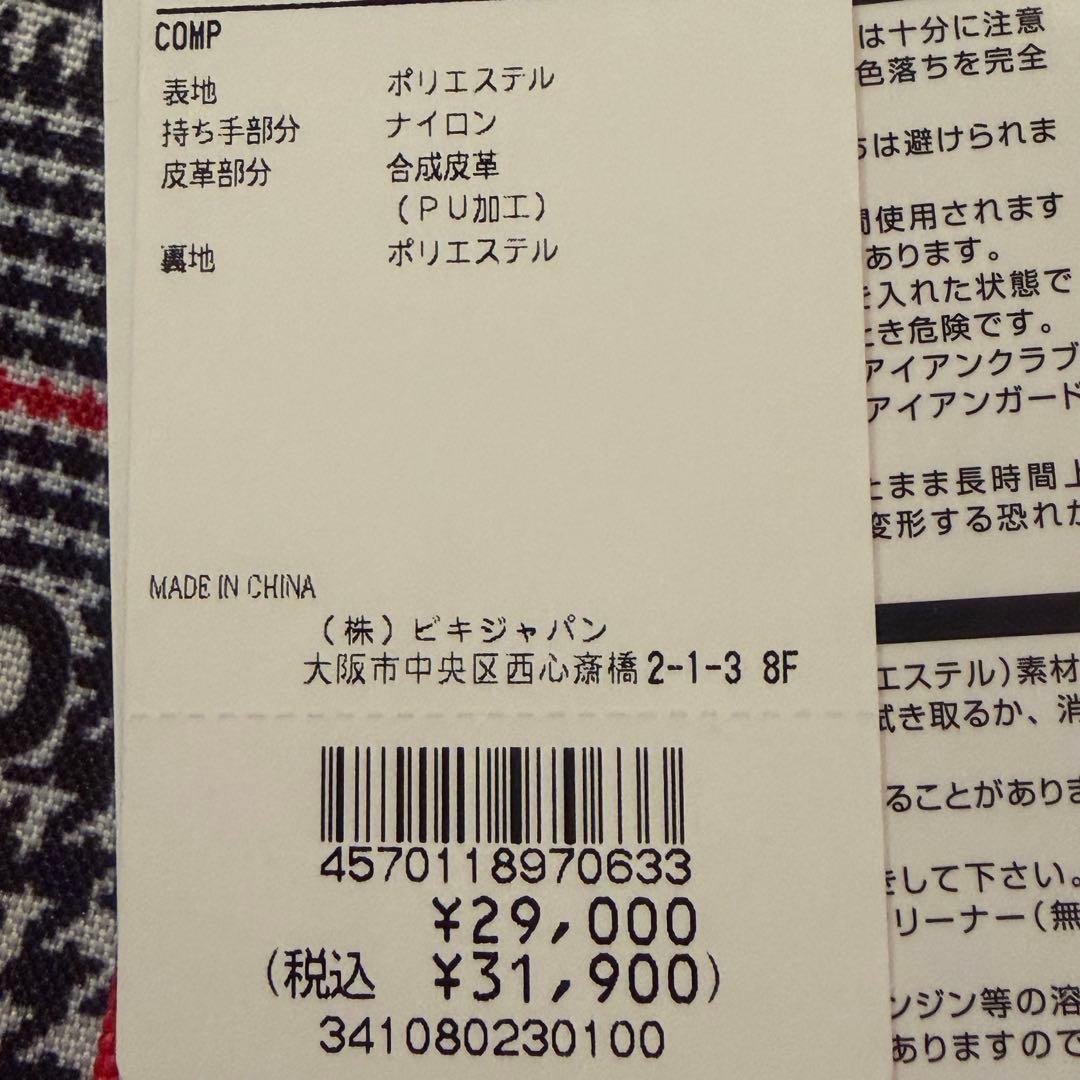 COMP
表地 ポリエステル
持ち手部分 ナイロン
皮革部分 合成皮革
(PU加工)
裏地 ポリエステル
MADE IN CHINA
(株)ビキジャパン
大阪市中央区西心斎橋2-1-3 8F
4570118970633
¥29,000
(税込 ¥31,900)
341080230100
は十分に注意
色落ちを完全
は避けられま
使用されます
あります。
入れた状態で
き危険です。
アイアンクラブ
アイアンガード
たまま長時間上
変形する恐れが
エステル)素材
拭き取るか、消
ることがありま
して下さい。
リーナー(無
ンジン等の溶
ありますので